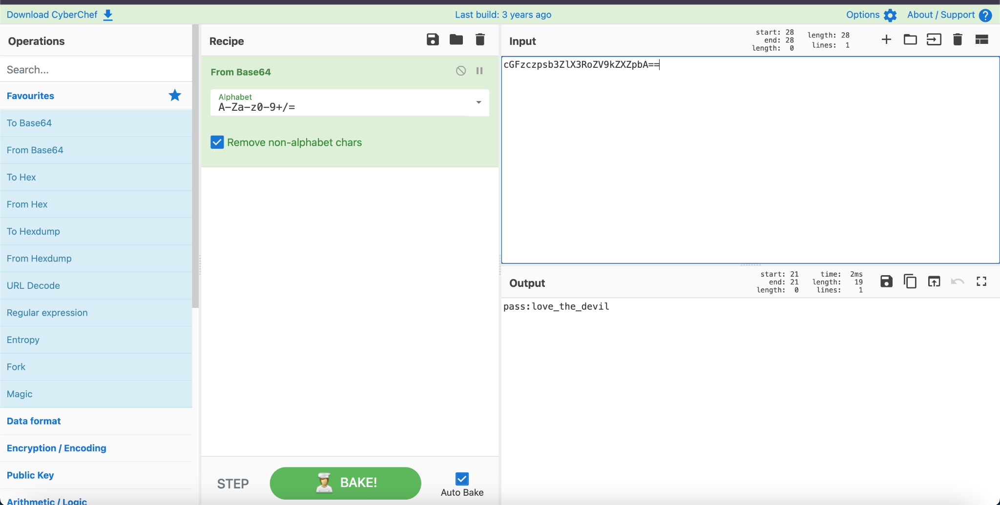 Download CyberChef
Last build: 3 years ago
Options
About / Support ?
Operations
Search...
Favourites
To Base64
From Base64
To Hex
From Hex
To Hexdump
From Hexdump
URL Decode
Regular expression
Entropy
Fork
Magic
Data format
Encryption / Encoding
Public Key
Arithmetic / Logic
Recipe
From Base64
Alphabet
A-Za-z0-9+/=
Remove non-alphabet chars
STEP
BAKE!
Auto Bake
Input
start: 28
end: 28
length: 0
length: 28
lines: 1
cGFzczpsb3ZlX3RoZV9kZXZpbA==
Output
start: 21
end: 21
length: 0
time: 2ms
length: 19
lines: 1
pass:love_the_devil